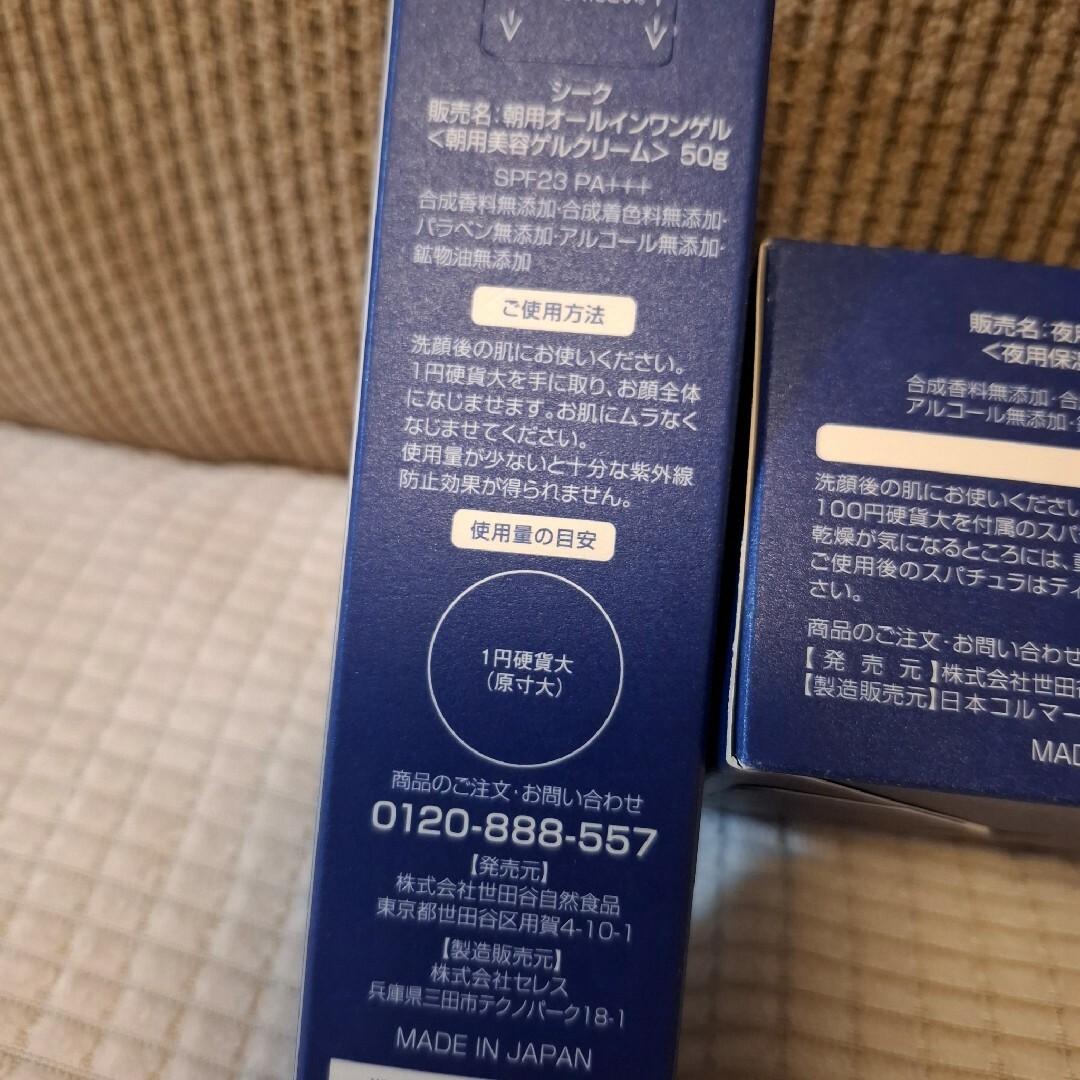 ください。
シーク
販売名:朝用オールインワンゲル
<朝用美容ゲルクリーム> 50g
SPF23 PA+++
合成香料無添加・合成着色料無添加・
パラベン無添加・アルコール無添加・
鉱物油無添加
ご使用方法
洗顔後の肌にお使いください。
1円硬貨大を手に取り、お顔全体
になじませます。お肌にムラなく
なじませてください。
使用量が少ないと十分な紫外線
防止効果が得られません。
使用量の目安
1円硬貨大
(原寸大)
商品のご注文・お問い合わせ
0120-888-557
【発売元】
株式会社世田谷自然食品
東京都世田谷区用賀4-10-1
【製造販売元】
株式会社セレス
兵庫県三田市テクノパーク18-1
MADE IN JAPAN
販売名:夜用
<夜用保湿
合成香料無添加・合
アルコール無添加・
洗顔後の肌にお使いください
100円硬貨大を付属のスパ
乾燥が気になるところには、重
ご使用後のスパチュラはティ
さい。
商品のご注文・お問い合わせ
【発売元】株式会社世田谷
【製造販売元】日本コルマー
MAD